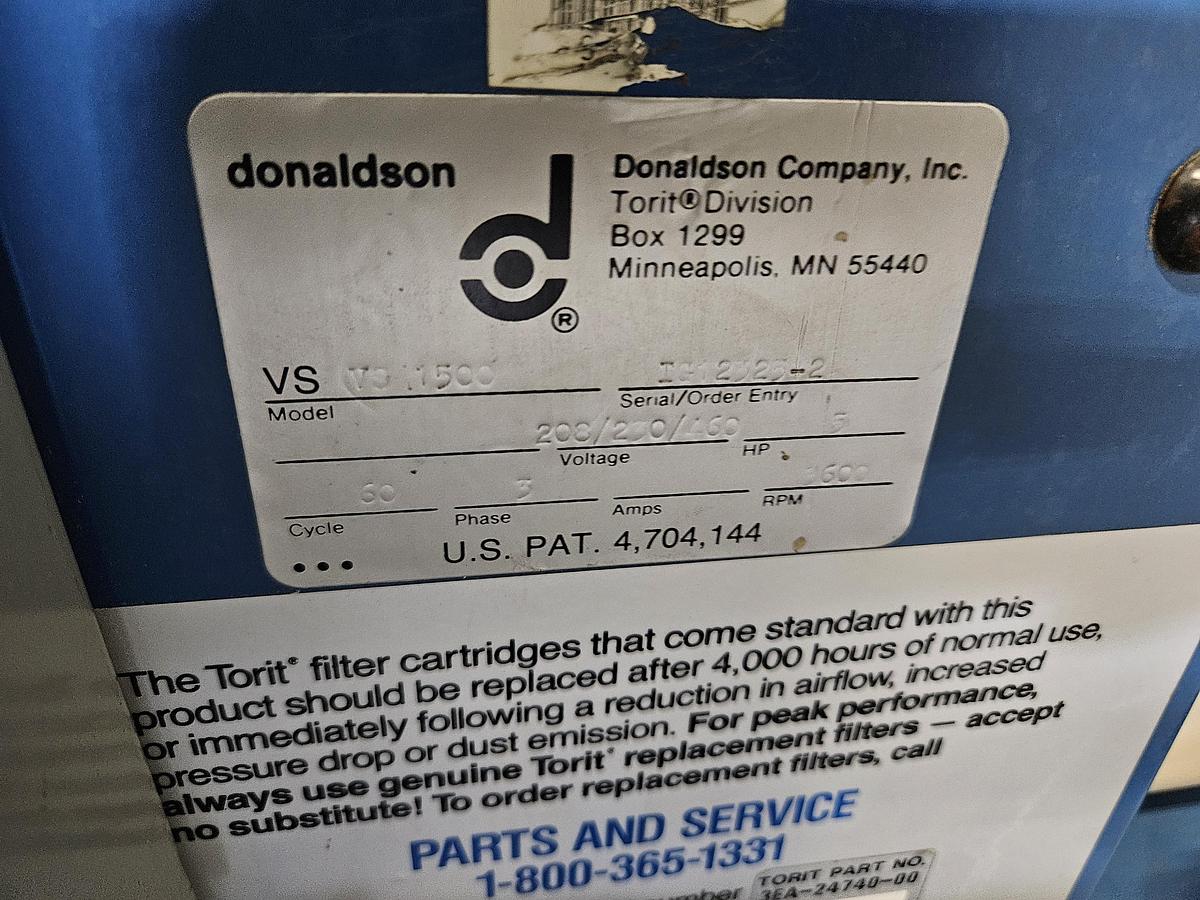 donaldson
Donaldson Company, Inc.
Torit® Division
Box 1299
Minneapolis, MN 55440
®
VS VS 1500
Model
Serial/Order Entry
208/230/460
Voltage
5
HP
60
Cycle
3
Phase
Amps
3600
RPM
U.S. PAT. 4,704,144
The Torit® filter cartridges that come standard with this
product should be replaced after 4,000 hours of normal use,
or immediately following a reduction in airflow, increased
pressure drop or dust emission. For peak performance,
always use genuine Torit® replacement filters — accept
no substitute! To order replacement filters, call
PARTS AND SERVICE
1-800-365-1331
TORIT PART NO.
3EA-24740-00